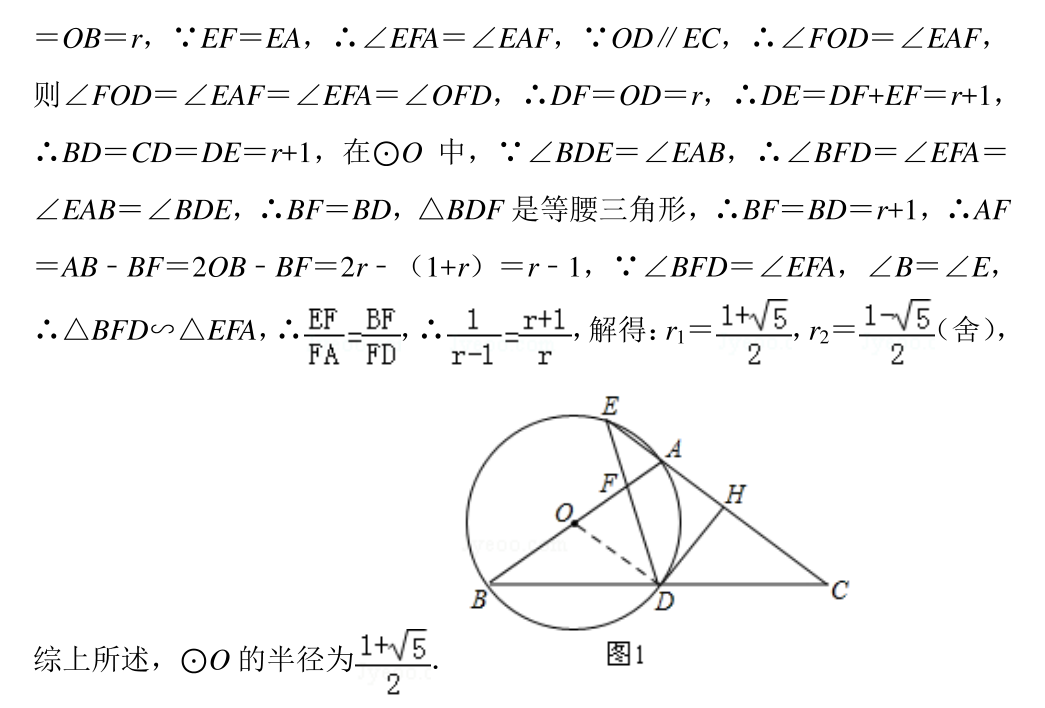 =OB=r，∵EF=EA，∴∠EFA=∠EAF，∵OD∥EC，∴∠FOD=∠EAF，
则∠FOD=∠EAF=∠EFA=∠OFD，∴DF=OD=r，∴DE=DF+EF=r+1，
∴BD=CD=DE=r+1，在⊙O 中，∵∠BDE=∠EAB，∴∠BFD=∠EFA=
∠EAB=∠BDE，∴BF=BD，△BDF 是等腰三角形，∴BF=BD=r+1，∴AF
=AB﹣BF=2OB﹣BF=2r﹣（1+r）=r﹣1，∵∠BFD=∠EFA，∠B=∠E，
∴△BFD∽△EFA，∴EF/FA=BF/FD，∴1/(r-1)=(r+1)/r，解得：r₁=(1+√5)/2，r₂=(1-√5)/2（舍），
E
A
F
H
O
B
D
C
综上所述，⊙O 的半径为(1+√5)/2.
图1